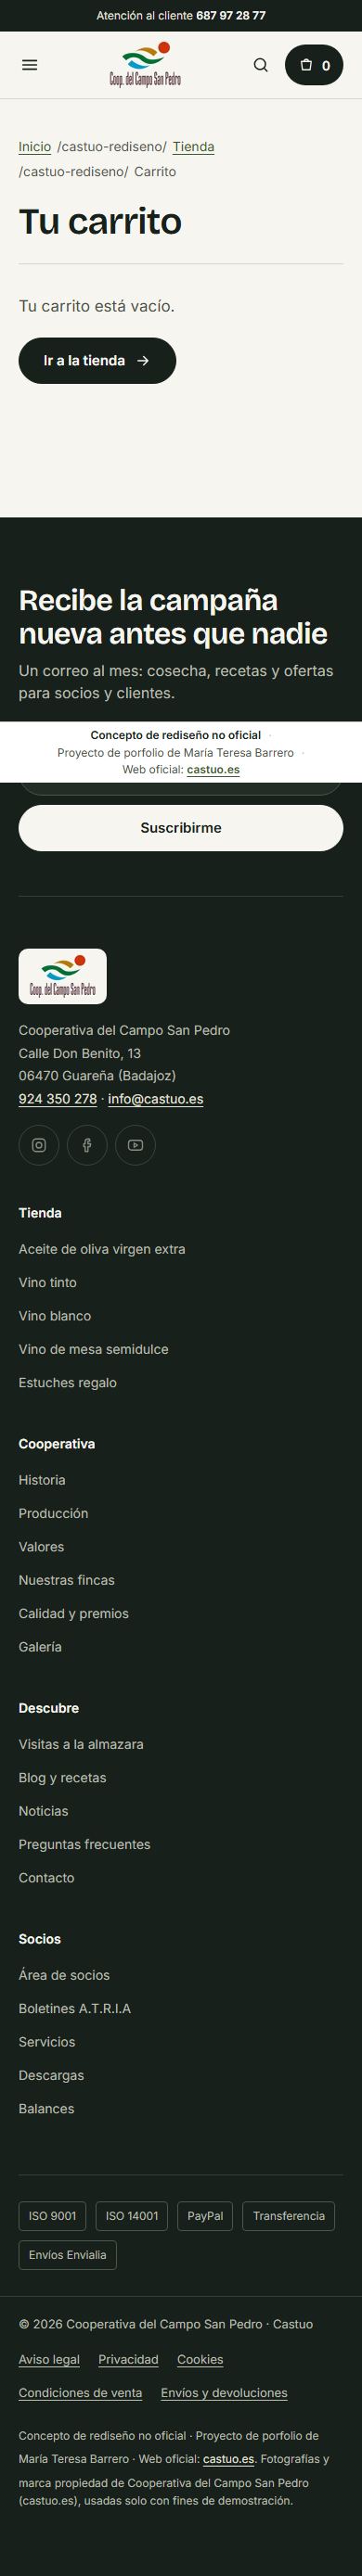 Atención al cliente 687 97 28 77
Coop. del Campo San Pedro
0
Inicio /castuo-rediseno/ Tienda
/castuo-rediseno/ Carrito
Tu carrito
Tu carrito está vacío.
Ir a la tienda →
Recibe la campaña
nueva antes que nadie
Un correo al mes: cosecha, recetas y ofertas
para socios y clientes.
Concepto de rediseño no oficial ·
Proyecto de porfolio de María Teresa Barrero ·
Web oficial: castuo.es
Suscribirme
Coop. del Campo San Pedro
Cooperativa del Campo San Pedro
Calle Don Benito, 13
06470 Guareña (Badajoz)
924 350 278 · info@castuo.es
Tienda
Aceite de oliva virgen extra
Vino tinto
Vino blanco
Vino de mesa semidulce
Estuches regalo
Cooperativa
Historia
Producción
Valores
Nuestras fincas
Calidad y premios
Galería
Descubre
Visitas a la almazara
Blog y recetas
Noticias
Preguntas frecuentes
Contacto
Socios
Área de socios
Boletines A.T.R.I.A
Servicios
Descargas
Balances
ISO 9001 ISO 14001 PayPal Transferencia
Envíos Envialia
© 2026 Cooperativa del Campo San Pedro · Castuo
Aviso legal Privacidad Cookies
Condiciones de venta Envíos y devoluciones
Concepto de rediseño no oficial · Proyecto de porfolio de
María Teresa Barrero · Web oficial: castuo.es. Fotografías y
marca propiedad de Cooperativa del Campo San Pedro
(castuo.es), usadas solo con fines de demostración.